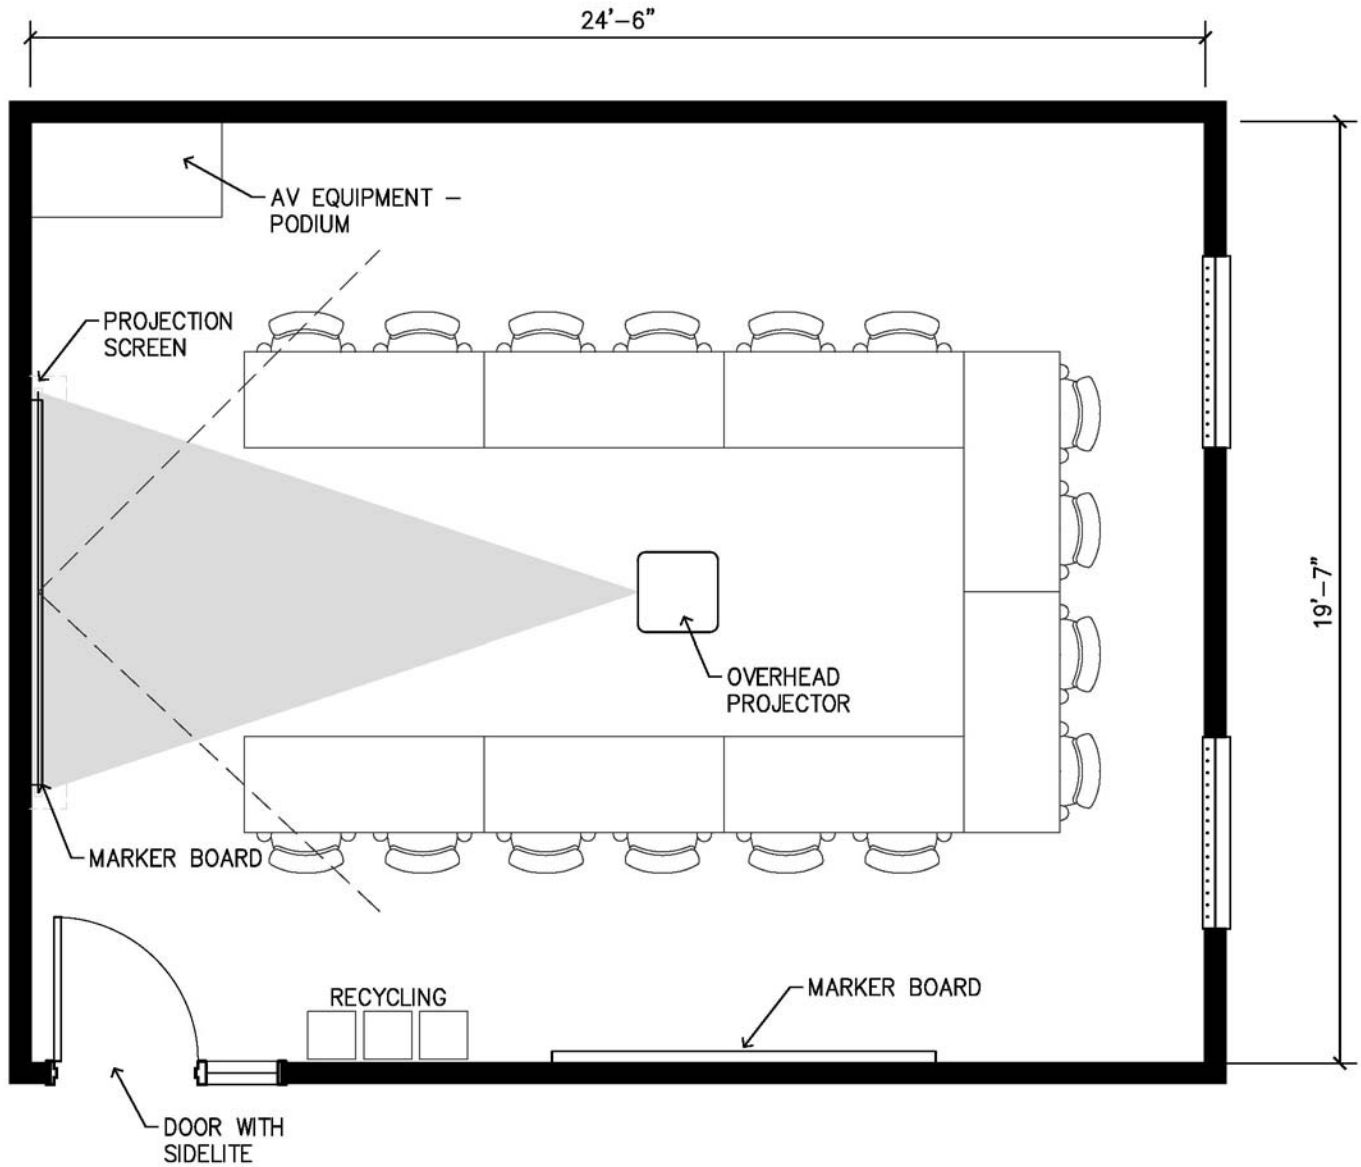 24'-6"
AV EQUIPMENT –
PODIUM
PROJECTION
SCREEN
19'-7"
OVERHEAD
PROJECTOR
MARKER BOARD
RECYCLING
MARKER BOARD
DOOR WITH
SIDELITE